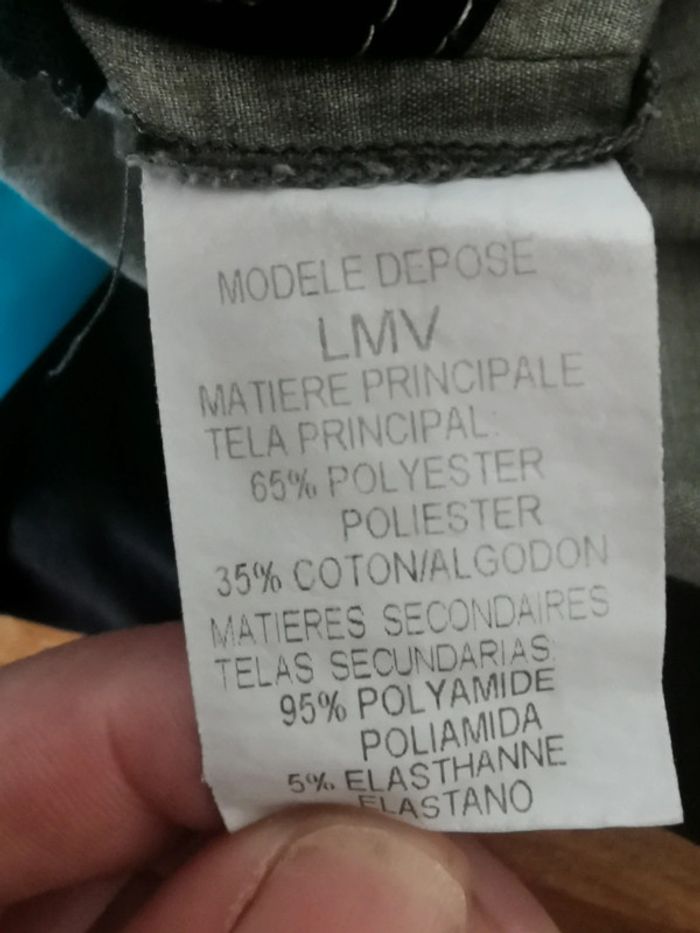 MODELE DEPOSE
LMV
MATIERE PRINCIPALE
TELA PRINCIPAL:
65% POLYESTER
POLIESTER
35% COTON/ALGODON
MATIERES SECONDAIRES
TELAS SECUNDARIAS:
95% POLYAMIDE
POLIAMIDA
5% ELASTHANNE
ELASTANO